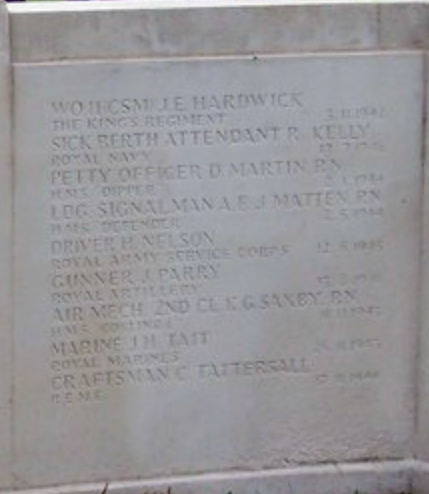 WO.II (CSM) J.E. HARDWICK
THE KING'S REGIMENT
SICK BERTH ATTENDANT R. KELLY
ROYAL NAVY
PETTY OFFICER D. MARTIN R.N
H.M.S. DIPPER
LDG. SIGNALMAN A.E.J. MATTEN R.N
H.M.S. DEFENDER
DRIVER H. NELSON
ROYAL ARMY SERVICE CORPS
GUNNER J. PARRY
ROYAL ARTILLERY
AIR MECH. 2ND CL. K.G. SAXBY. R.N.
H.M.S.
MARINE J.H. TAIT
ROYAL MARINES
CRAFTSMAN C. TATTERSALL
R.E.M.E.